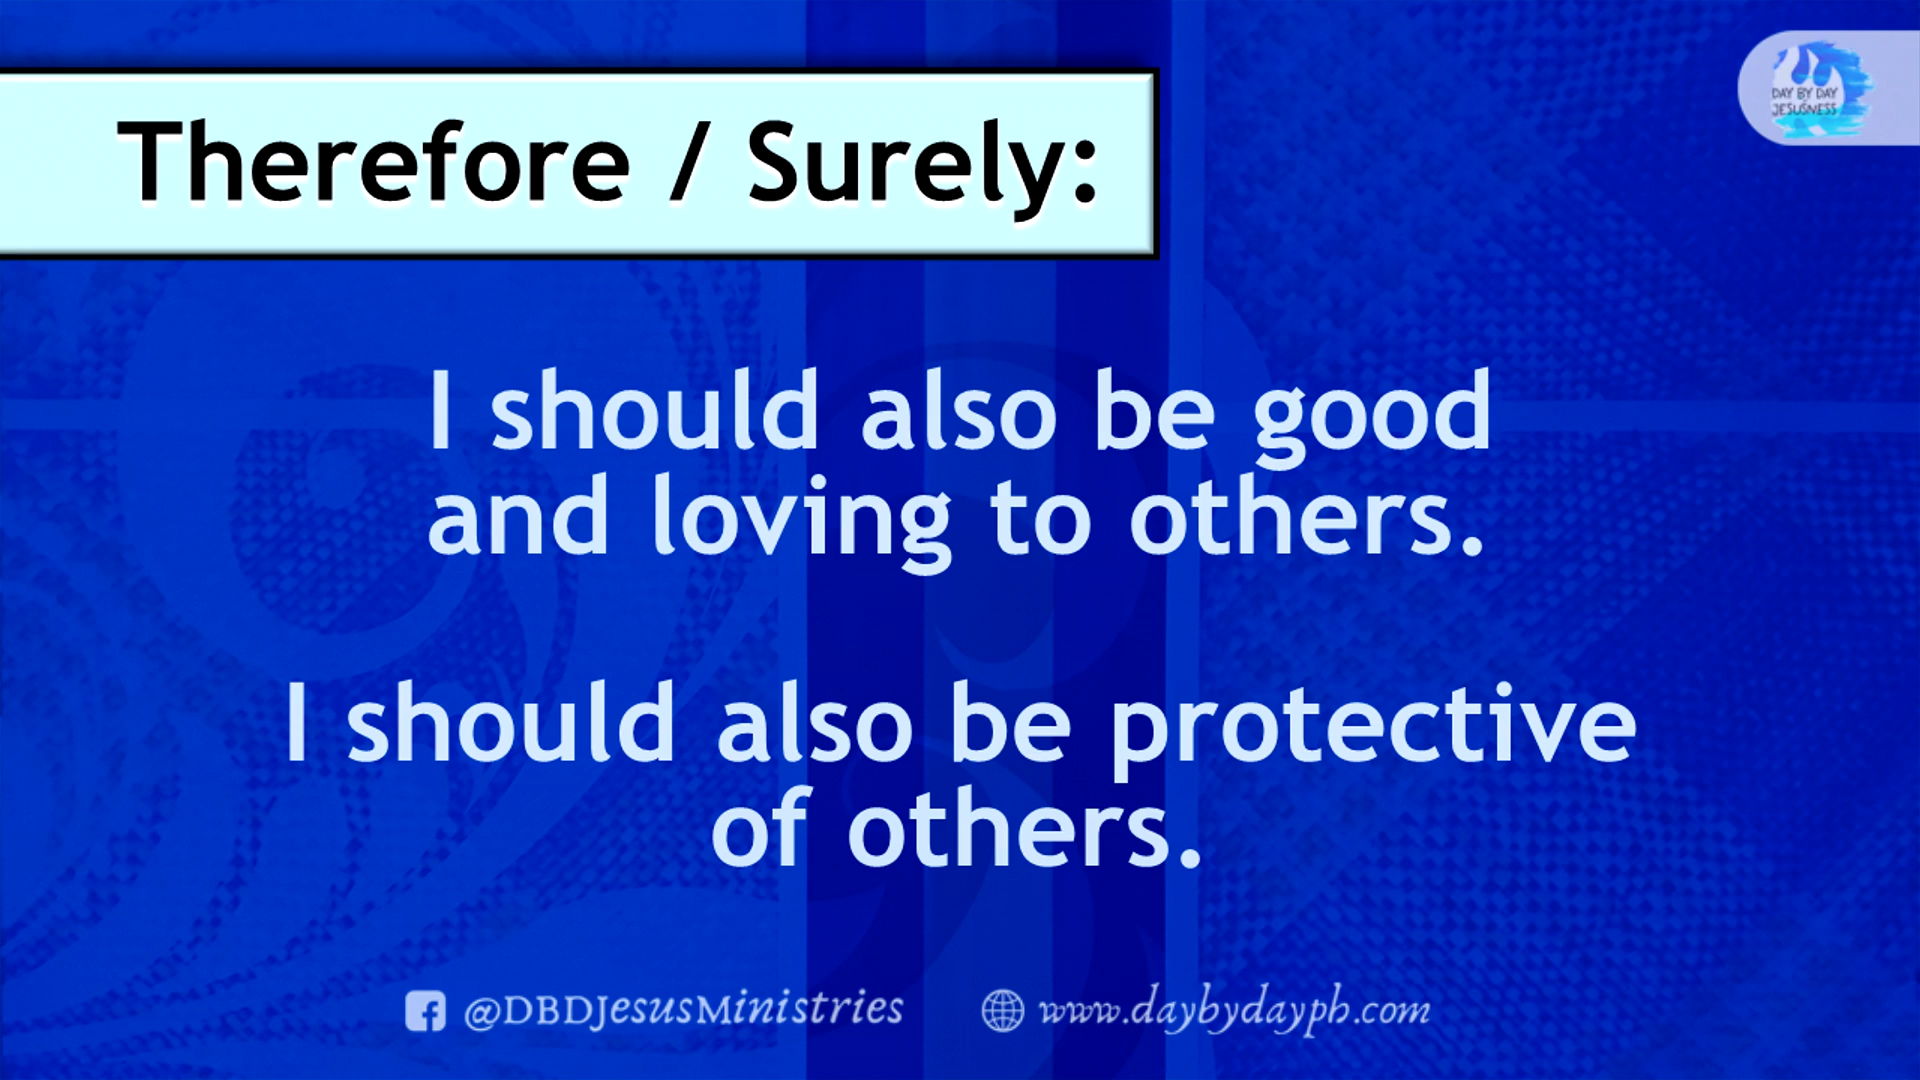 DAY BY DAY
JESUSNESS
Therefore / Surely:
I should also be good
and loving to others.
I should also be protective
of others.
@DBDJesusMinistries
www.daybydayph.com